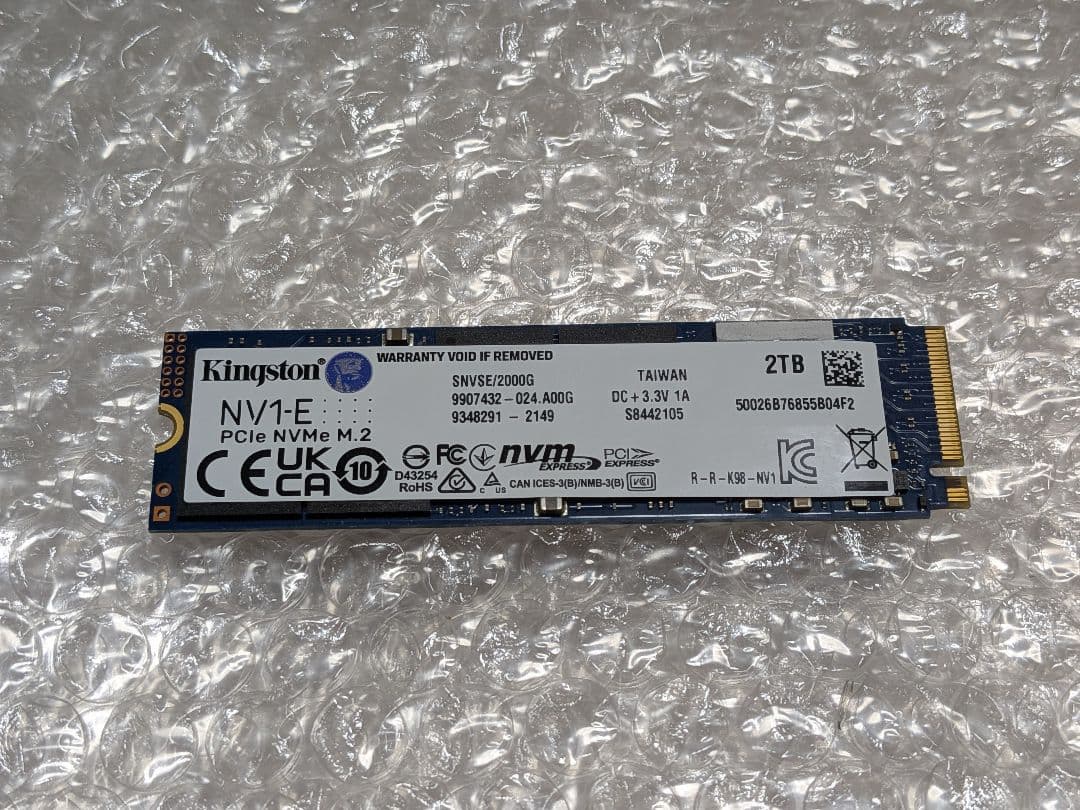 Kingston®
WARRANTY VOID IF REMOVED
NV1-E
PCIe NVMe M.2
SNVSE/2000G
9907432-024.A00G
9348291 - 2149
TAIWAN
DC+3.3V 1A
S8442105
2TB
50026B76855B04F2
CE
UK
CA
10
D43254
RoHS
FC
C US
nvm
EXPRESS
PCI
EXPRESS®
CAN ICES-3(B)/NMB-3(B)
VCI
R-R-K98-NV1